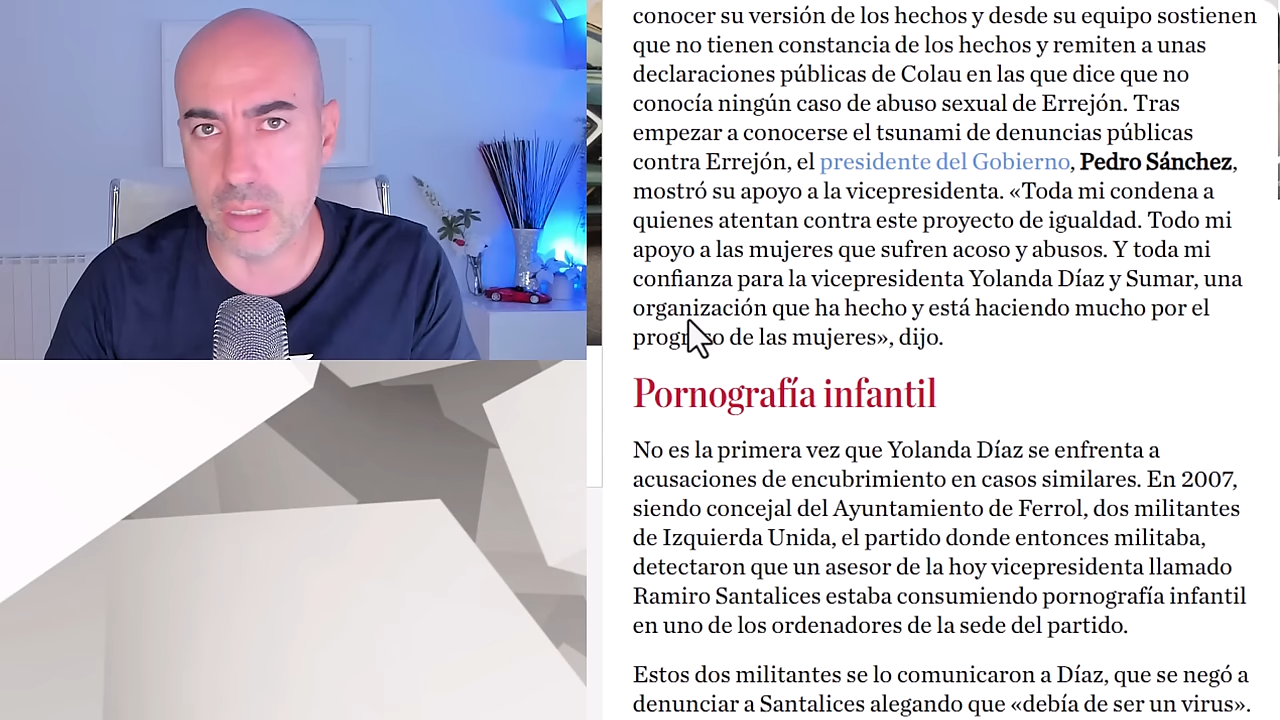 conocer su versión de los hechos y desde su equipo sostienen
que no tienen constancia de los hechos y remiten a unas
declaraciones públicas de Colau en las que dice que no
conocía ningún caso de abuso sexual de Errejón. Tras
empezar a conocerse el tsunami de denuncias públicas
contra Errejón, el presidente del Gobierno, Pedro Sánchez,
mostró su apoyo a la vicepresidenta. «Toda mi condena a
quienes atentan contra este proyecto de igualdad. Todo mi
apoyo a las mujeres que sufren acoso y abusos. Y toda mi
confianza para la vicepresidenta Yolanda Díaz y Sumar, una
organización que ha hecho y está haciendo mucho por el
progreso de las mujeres», dijo.
Pornografía infantil
No es la primera vez que Yolanda Díaz se enfrenta a
acusaciones de encubrimiento en casos similares. En 2007,
siendo concejal del Ayuntamiento de Ferrol, dos militantes
de Izquierda Unida, el partido donde entonces militaba,
detectaron que un asesor de la hoy vicepresidenta llamado
Ramiro Santalices estaba consumiendo pornografía infantil
en uno de los ordenadores de la sede del partido.
Estos dos militantes se lo comunicaron a Díaz, que se negó a
denunciar a Santalices alegando que «debía de ser un virus».